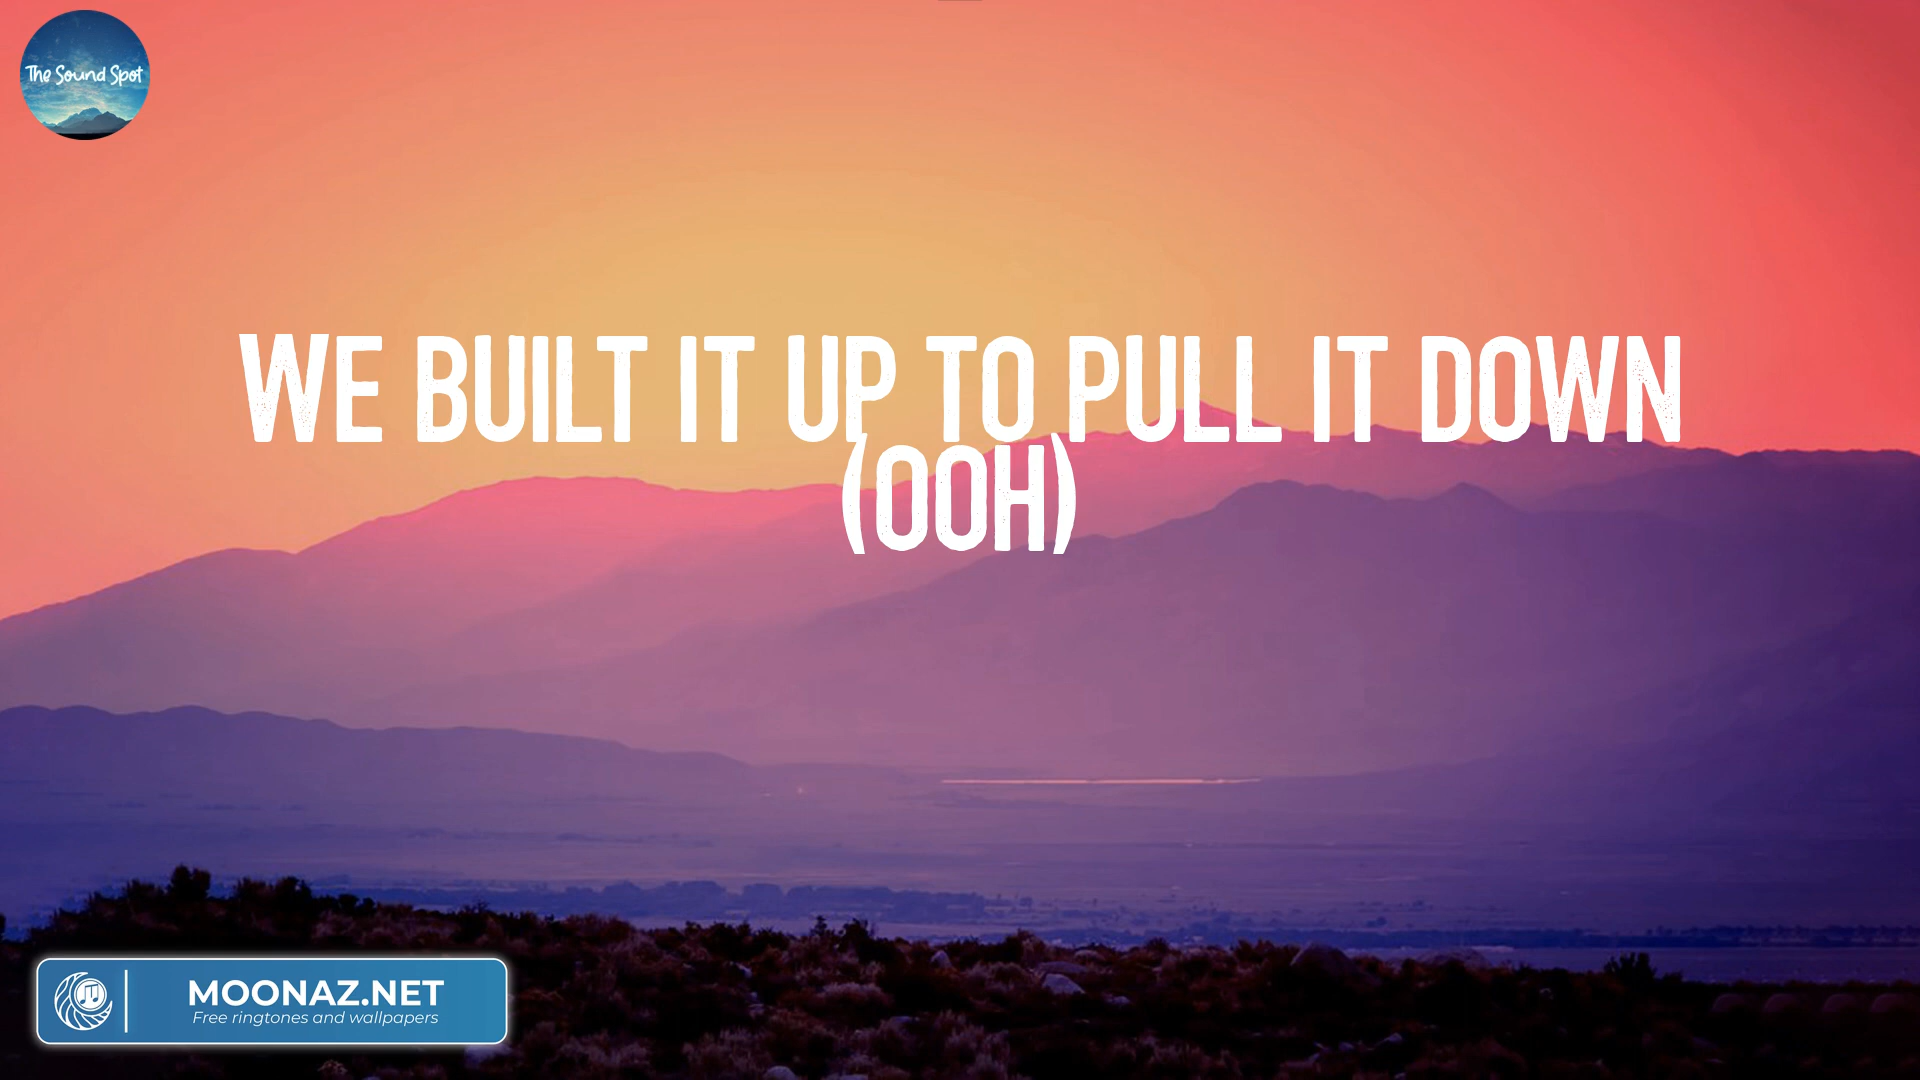 The Sound Spot
WE BUILT IT UP TO PULL IT DOWN
(OOH)
MOONAZ.NET
Free ringtones and wallpapers